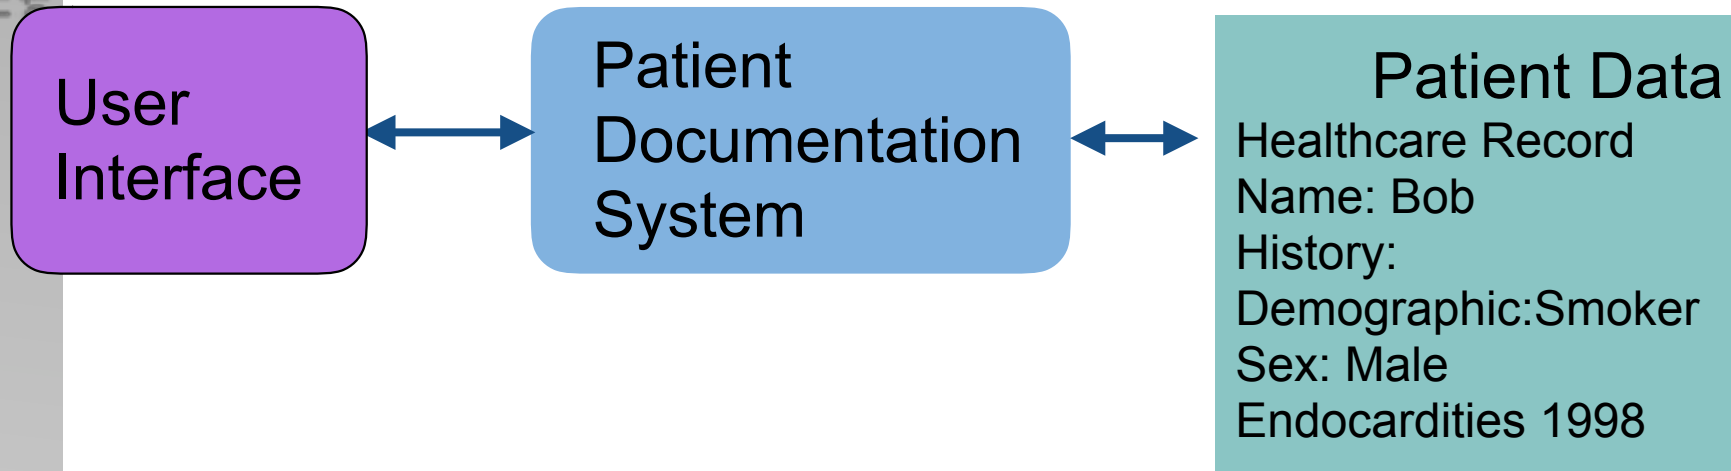 User
Interface
Patient
Documentation
System
Patient Data
Healthcare Record
Name: Bob
History:
Demographic:Smoker
Sex: Male
Endocardities 1998